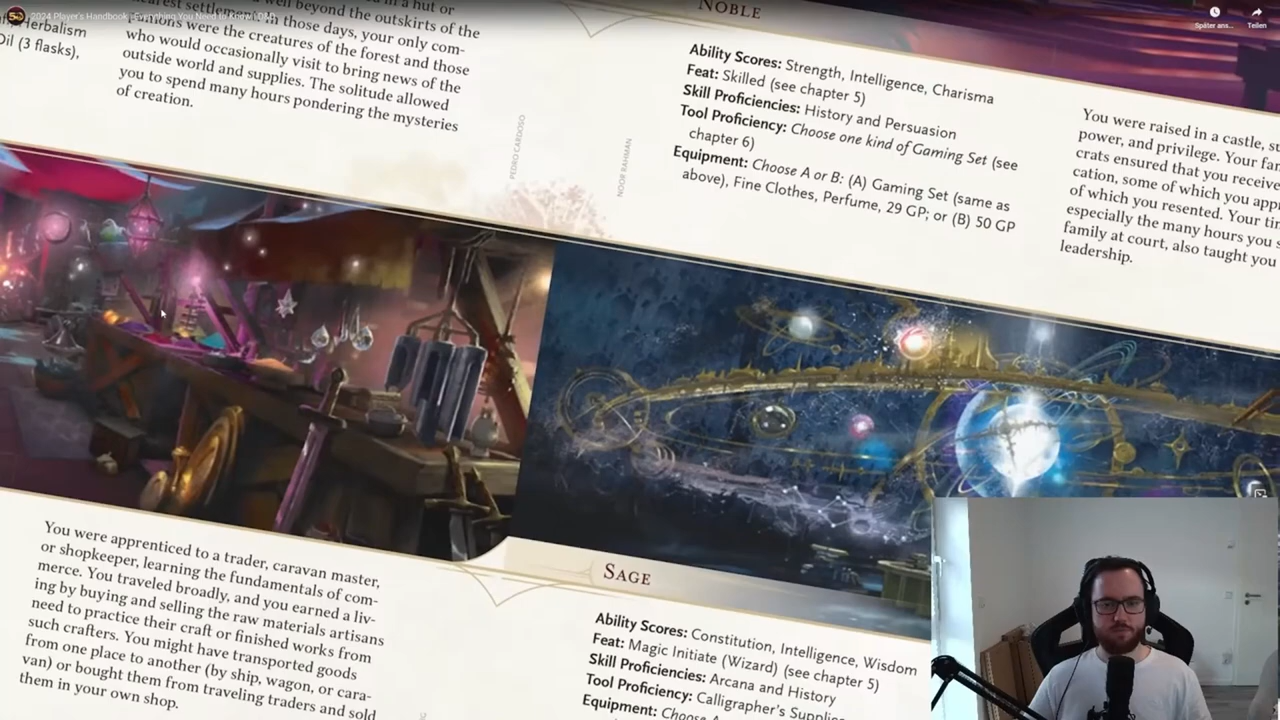 2024 Player's Handbook
Später ans...
Teilen
Herbalism
Oil (3 flasks),
well beyond the outskirts of the
nearest settlement. In those days, your only com-
panions were the creatures of the forest and those
who would occasionally visit to bring news of the
outside world and supplies. The solitude allowed
you to spend many hours pondering the mysteries
of creation.
PEDRO CARDOSO
NOOR RAHMAN
NOBLE
Ability Scores: Strength, Intelligence, Charisma
Feat: Skilled (see chapter 5)
Skill Proficiencies: History and Persuasion
Tool Proficiency: Choose one kind of Gaming Set (see
chapter 6)
Equipment: Choose A or B: (A) Gaming Set (same as
above), Fine Clothes, Perfume, 29 GP; or (B) 50 GP
You were raised in a castle, su
power, and privilege. Your fam
crats ensured that you receive
cation, some of which you app
of which you resented. Your tim
especially the many hours you s
family at court, also taught you
leadership.
You were apprenticed to a trader, caravan master,
or shopkeeper, learning the fundamentals of com-
merce. You traveled broadly, and you earned a liv-
ing by buying and selling the raw materials artisans
need to practice their craft or finished works from
such crafters. You might have transported goods
from one place to another (by ship, wagon, or cara-
van) or bought them from traveling traders and sold
them in your own shop.
SAGE
Ability Scores: Constitution, Intelligence, Wisdom
Feat: Magic Initiate (Wizard) (see chapter 5)
Skill Proficiencies: Arcana and History
Tool Proficiency: Calligrapher's Supplies
Equipment: Choose A